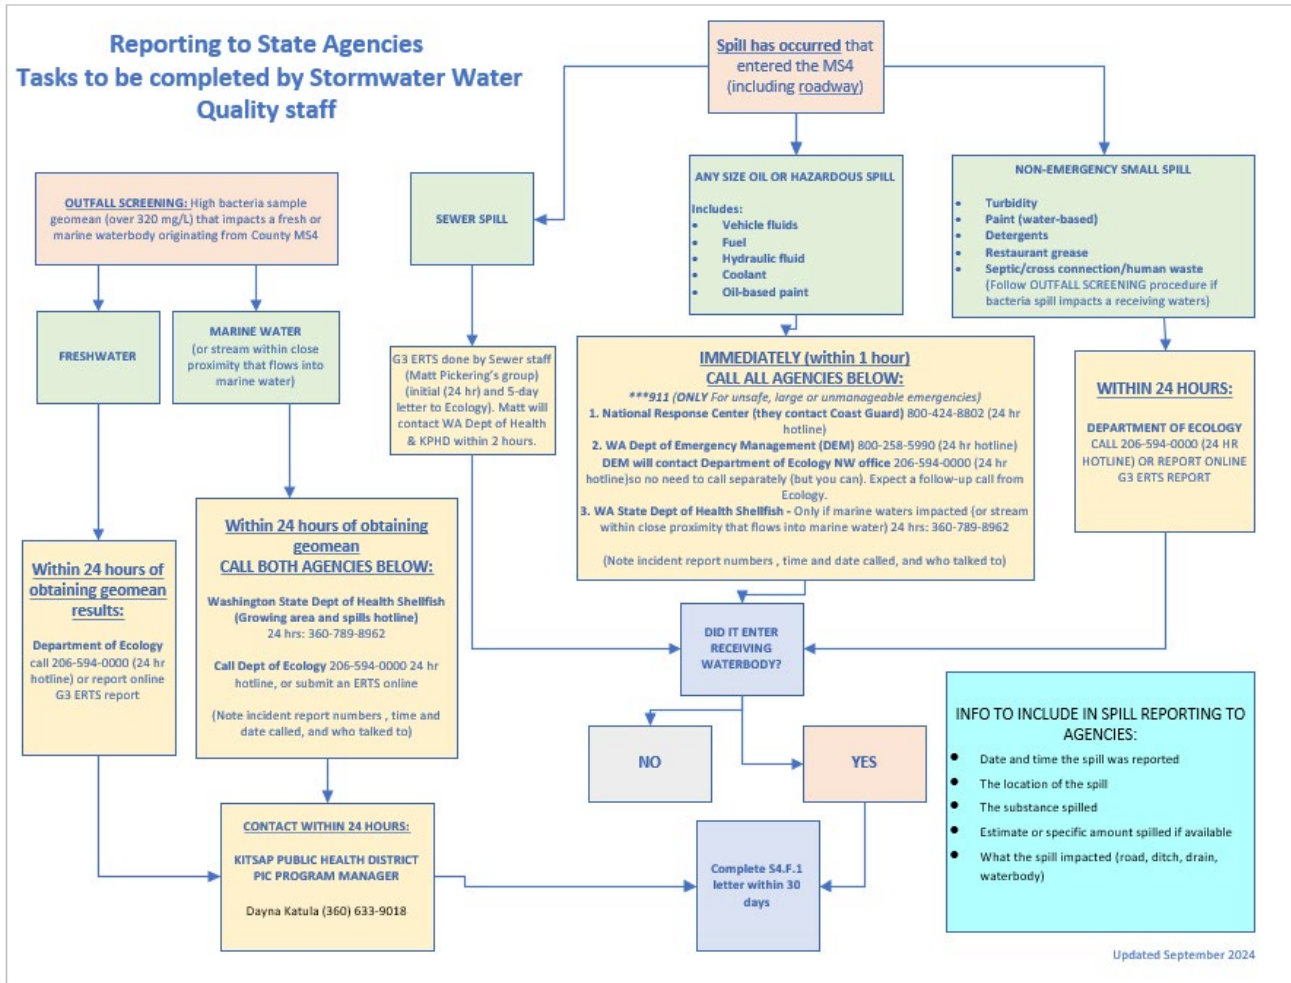 Reporting to State Agencies
Tasks to be completed by Stormwater Water
Quality staff
Spill has occurred that
entered the MS4
(including roadway)
OUTFALL SCREENING: High
bacteria sample
geomean (over 320 mg/L) that impacts a fresh or
marine waterbody originating from County MS4
SEWER SPILL
ANY SIZE OIL OR HAZARDOUS SPILL
Includes:
• Vehicle fluids
• Fuel
• Hydraulic fluid
• Coolant
• Oil-based paint
NON-EMERGENCY SMALL SPILL
• Turbidity
• Paint (water-based)
• Detergents
• Restaurant grease
• Septic/cross connection/human waste
(Follow OUTFALL SCREENING procedure if
bacteria spill impacts a receiving waters)
FRESHWATER
MARINE WATER
(or stream within close
proximity that flows into
marine water)
G3 ERTS done by Sewer staff
(Matt Pickering's group)
(initial (24 hr) and 5-day
letter to Ecology). Matt will
contact WA Dept of Health
& KPHD within 2 hours.
IMMEDIATELY (within 1 hour)
CALL ALL AGENCIES BELOW:
***911 (ONLY For unsafe, large or unmanageable emergencies)
1. National Response Center (they contact Coast Guard) 800-424-8802 (24 hr
hotline)
2. WA Dept of Emergency Management (DEM) 800-258-5990 (24 hr hotline)
DEM will contact Department of Ecology NW office 206-594-0000 (24 hr
hotline)so no need to call separately (but you can). Expect a follow-up call from
Ecology.
3. WA State Dept of Health Shellfish - Only if marine waters impacted (or stream
within close proximity that flows into marine water) 24 hrs: 360-789-8962
(Note incident report numbers , time and date called, and who talked to)
WITHIN 24 HOURS:
DEPARTMENT OF ECOLOGY
CALL 206-594-0000 (24 HR
HOTLINE) OR REPORT ONLINE
G3 ERTS REPORT
Within 24 hours of
obtaining geomean
results:
Department of Ecology
call 206-594-0000 (24 hr
hotline) or report online
G3 ERTS report
Within 24 hours of obtaining
geomean
CALL BOTH AGENCIES BELOW:
Washington State Dept of Health Shellfish
(Growing area and spills hotline)
24 hrs: 360-789-8962
Call Dept of Ecology 206-594-0000 24 hr
hotline, or submit an ERTS online
(Note incident report numbers , time and
date called, and who talked to)
DID IT ENTER
RECEIVING
WATERBODY?
NO
YES
CONTACT WITHIN 24 HOURS:
KITSAP PUBLIC HEALTH DISTRICT
PIC PROGRAM MANAGER
Dayna Katula (360) 633-9018
Complete S4.F.1
letter within 30
days
INFO TO INCLUDE IN SPILL REPORTING TO
AGENCIES:
• Date and time the spill was reported
• The location of the spill
• The substance spilled
• Estimate or specific amount spilled if available
• What the spill impacted (road, ditch, drain,
waterbody)
Updated September 2024